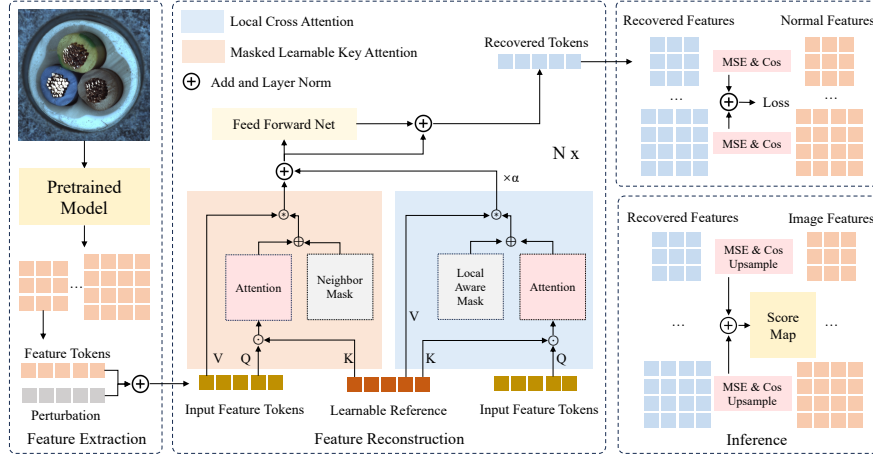 Pretrained
Model
...
Feature Tokens
Perturbation
Feature Extraction
Local Cross Attention
Masked Learnable Key Attention
Add and Layer Norm
Recovered Tokens
Feed Forward Net
N x
×α
Attention
Neighbor
Mask
Local
Aware
Mask
Attention
V
Q
K
V
K
Q
Input Feature Tokens
Learnable Reference
Input Feature Tokens
Feature Reconstruction
Recovered Features
Normal Features
MSE & Cos
...
...
Loss
MSE & Cos
Recovered Features
Image Features
MSE & Cos
Upsample
...
Score
Map
...
MSE & Cos
Upsample
Inference